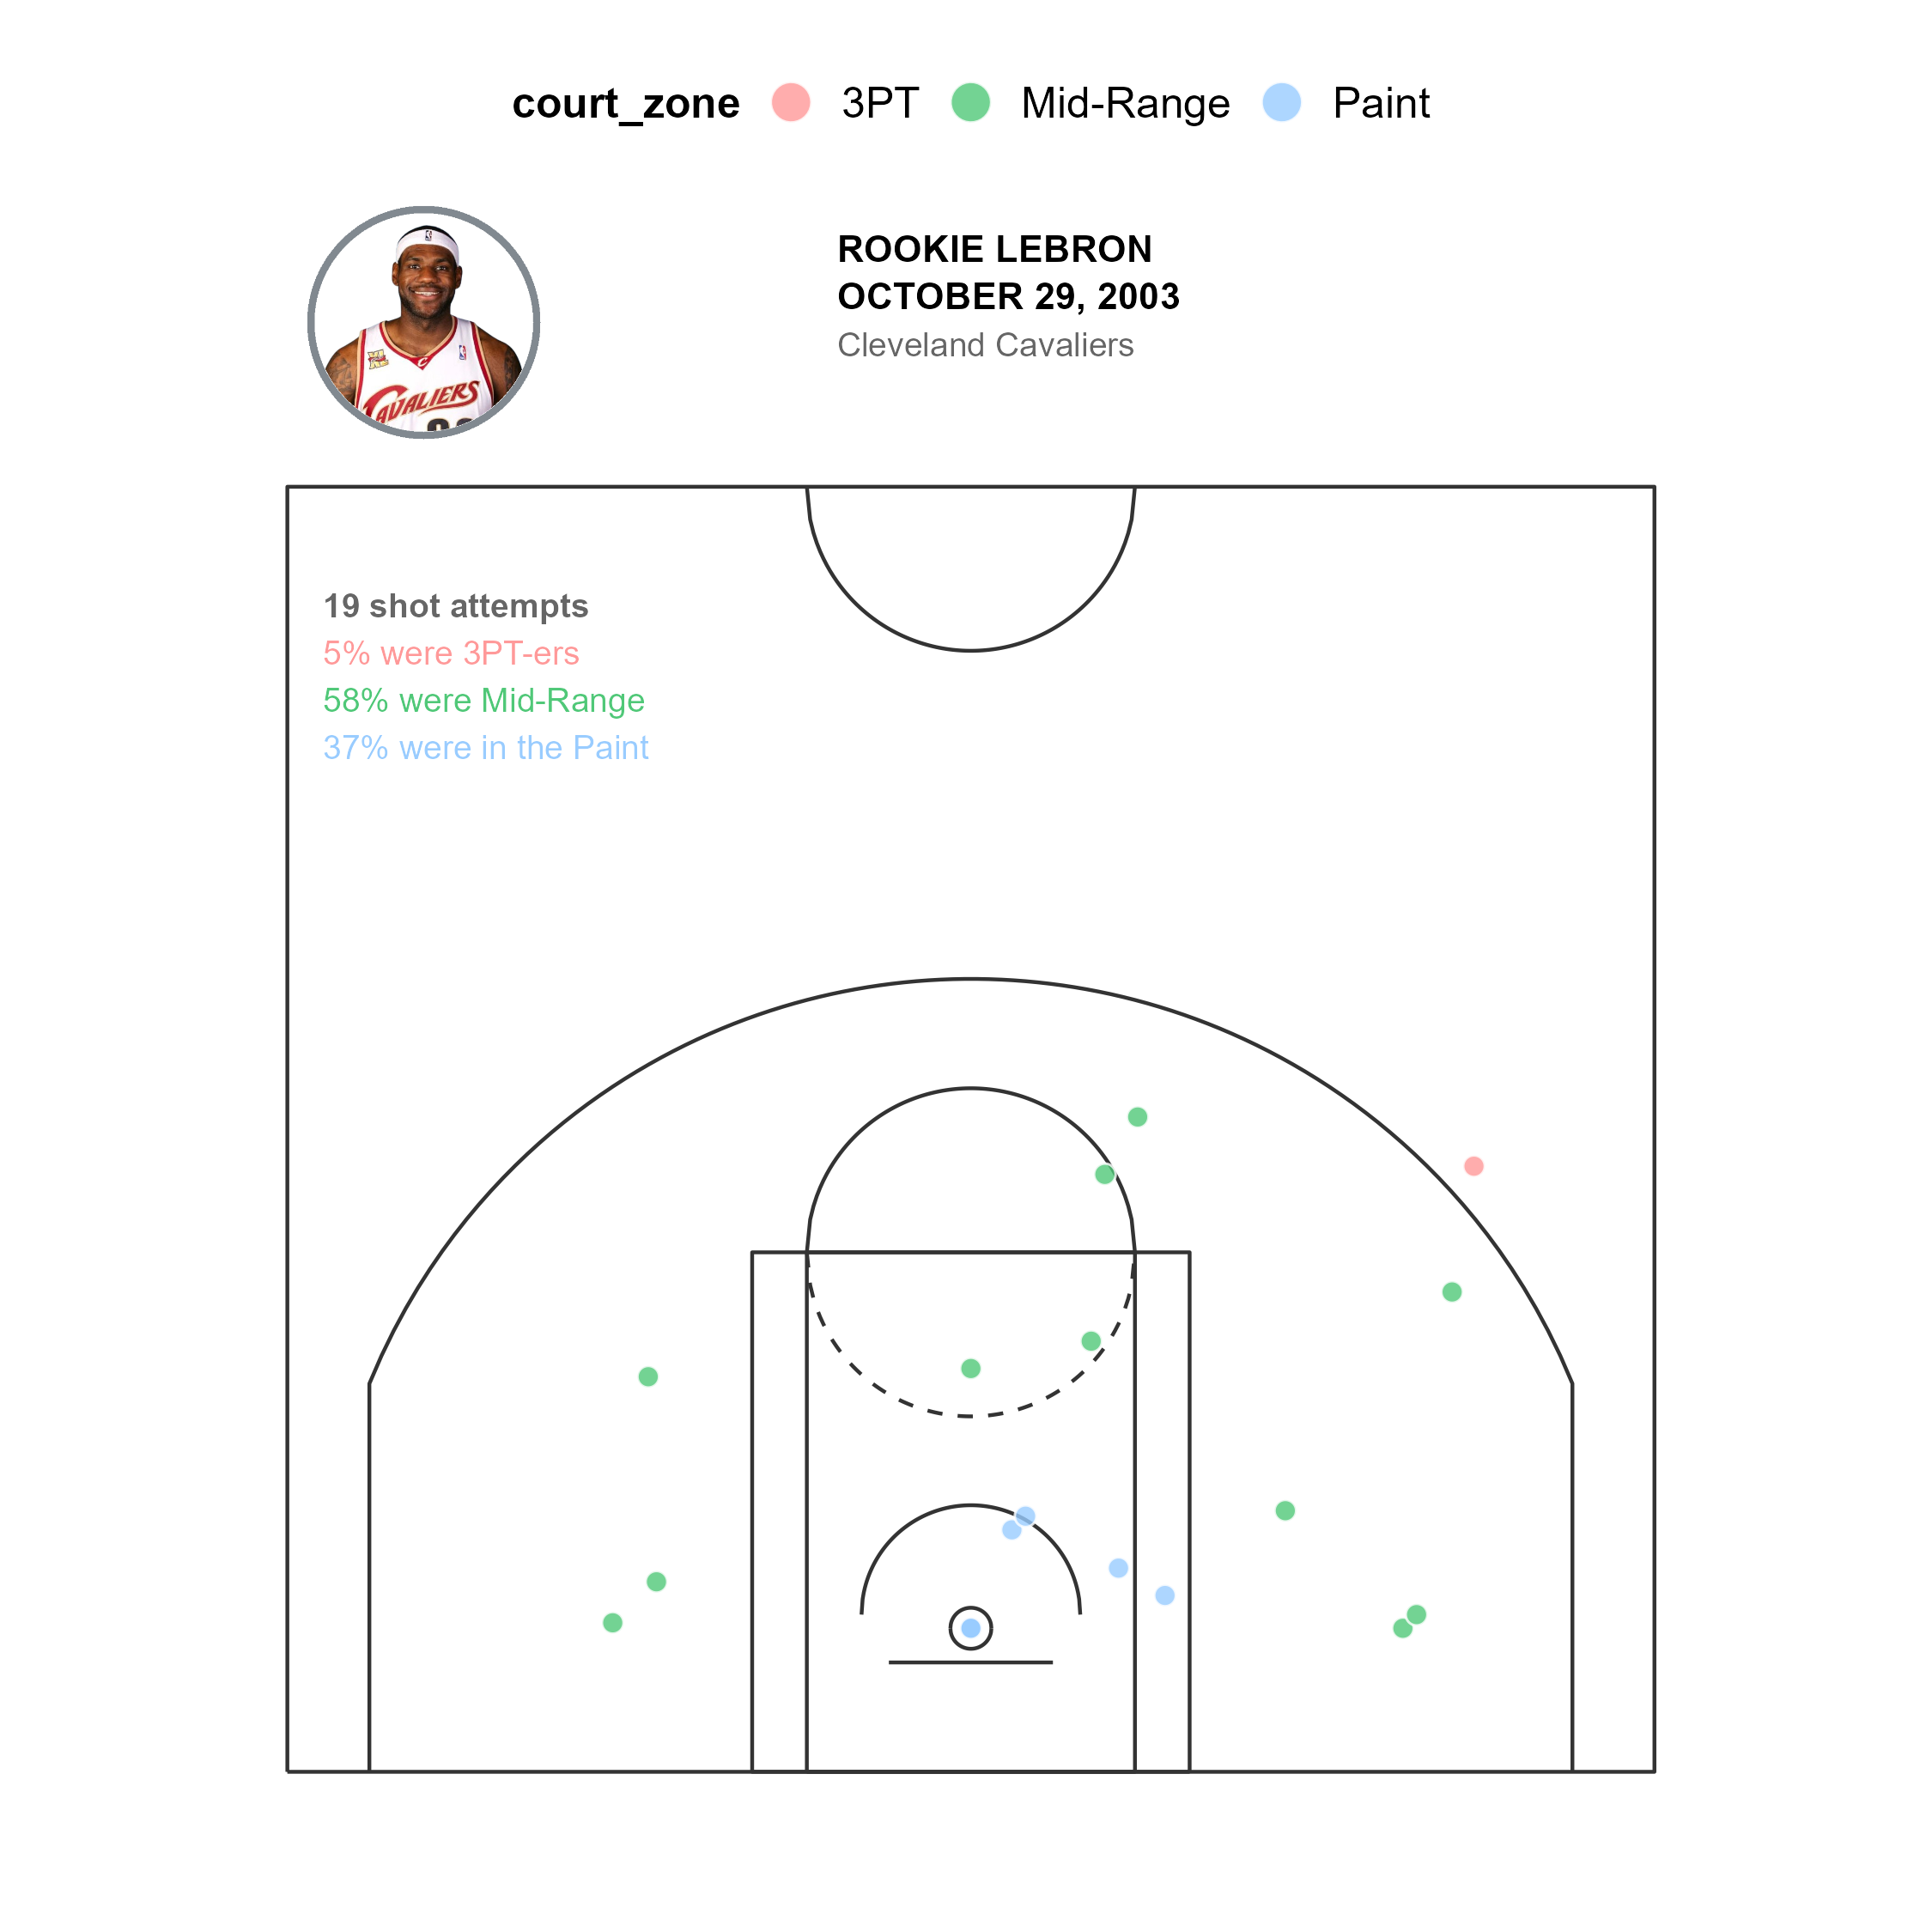 court_zone 3PT Mid-Range Paint
ROOKIE LEBRON
OCTOBER 29, 2003
Cleveland Cavaliers
CAVALIERS
19 shot attempts
5% were 3PT-ers
58% were Mid-Range
37% were in the Paint